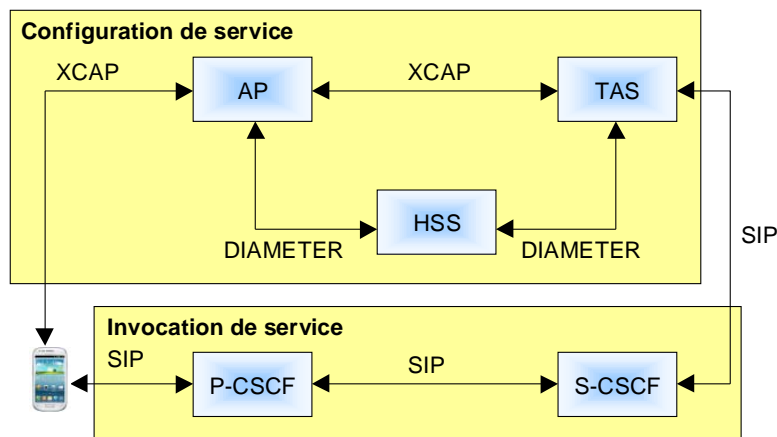 Configuration de service
XCAP
XCAP
AP
TAS
HSS
DIAMETER
DIAMETER
SIP
Invocation de service
SIP
SIP
P-CSCF
S-CSCF